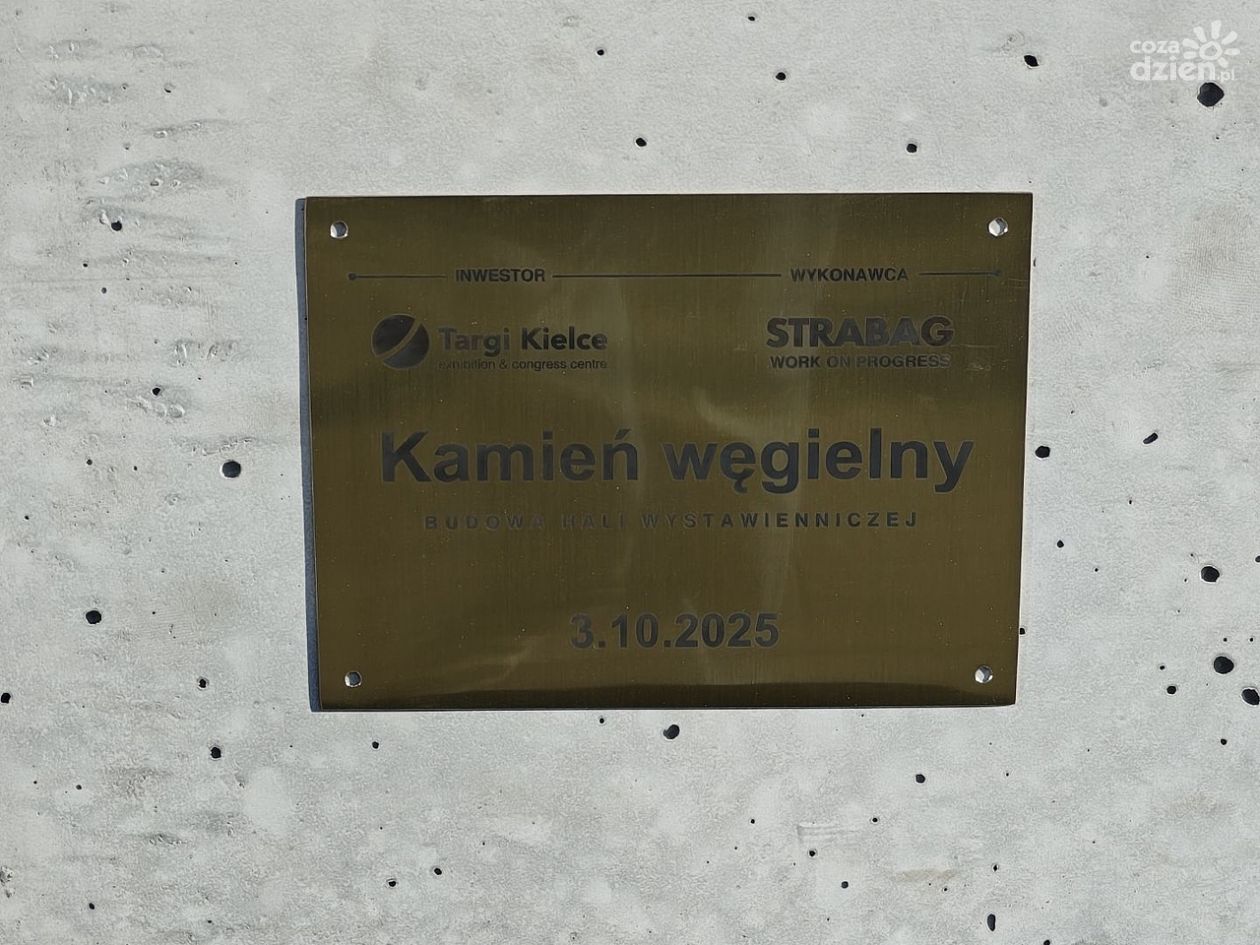 coza
dzień.pl
INWESTOR WYKONAWCA
Targi Kielce STRABAG
exhibition & congress centre WORK ON PROGRESS
Kamień węgielny
BUDOWA HALI WYSTAWIENNICZEJ
3.10.2025